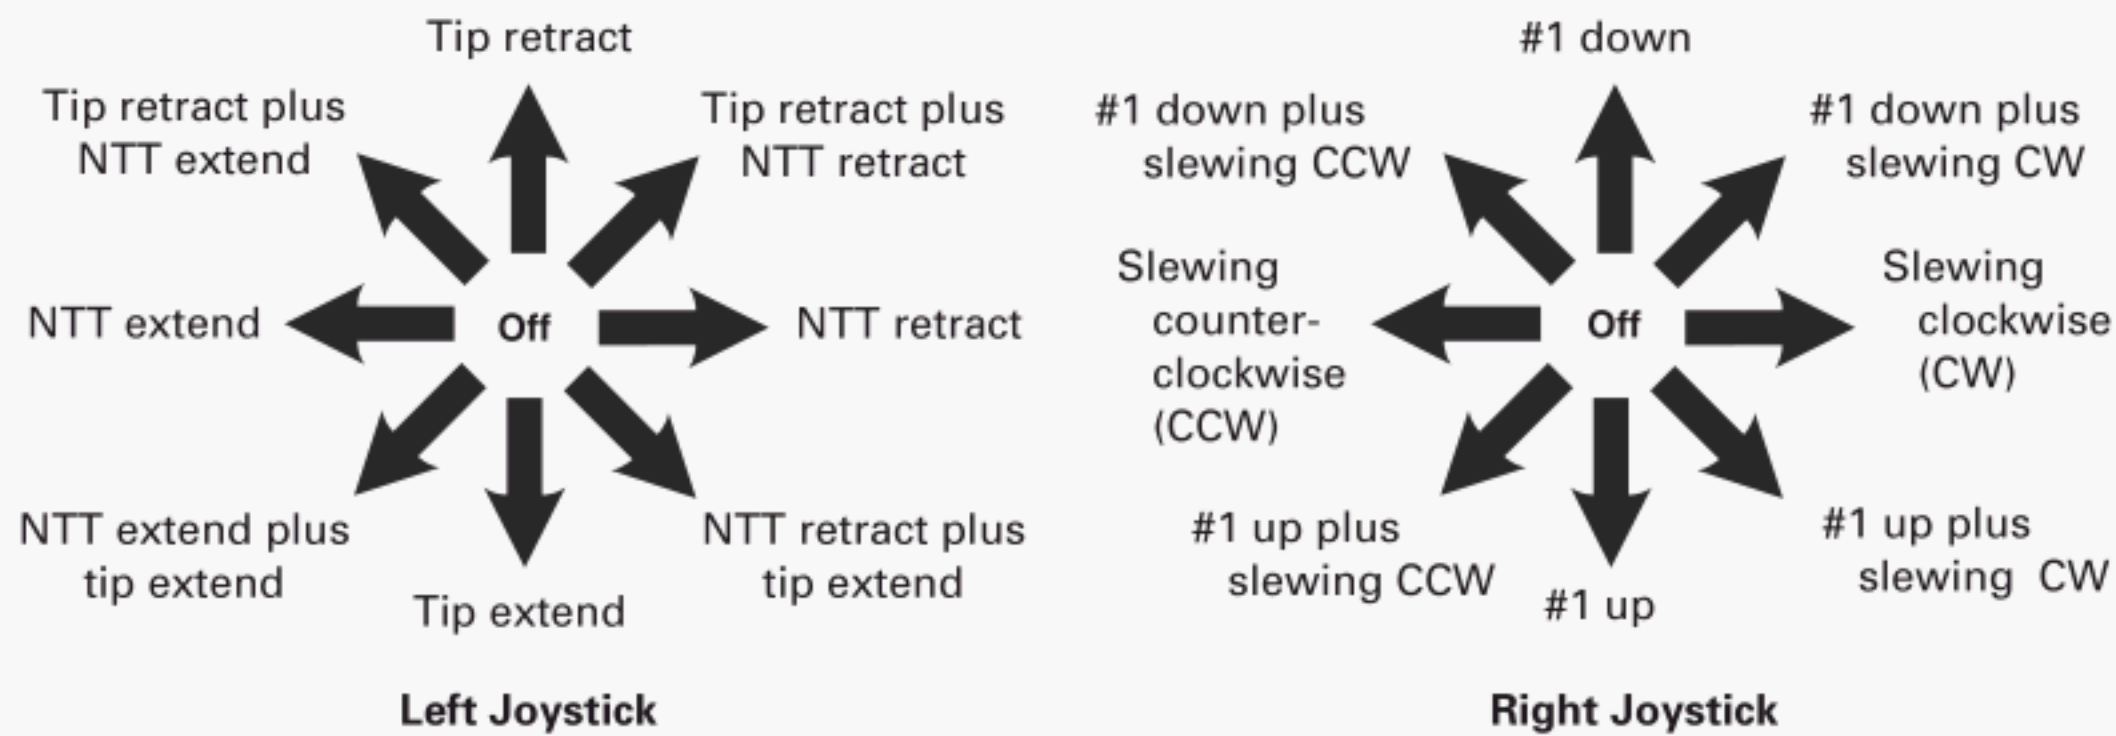 Tip retract
Tip retract plus
NTT extend
Tip retract plus
NTT retract
NTT extend
Off
NTT retract
NTT extend plus
tip extend
NTT retract plus
tip extend
Tip extend
Left Joystick
#1 down
#1 down plus
slewing CCW
#1 down plus
slewing CW
Slewing
counter-
clockwise
(CCW)
Off
Slewing
clockwise
(CW)
#1 up plus
slewing CCW
#1 up plus
slewing CW
#1 up
Right Joystick